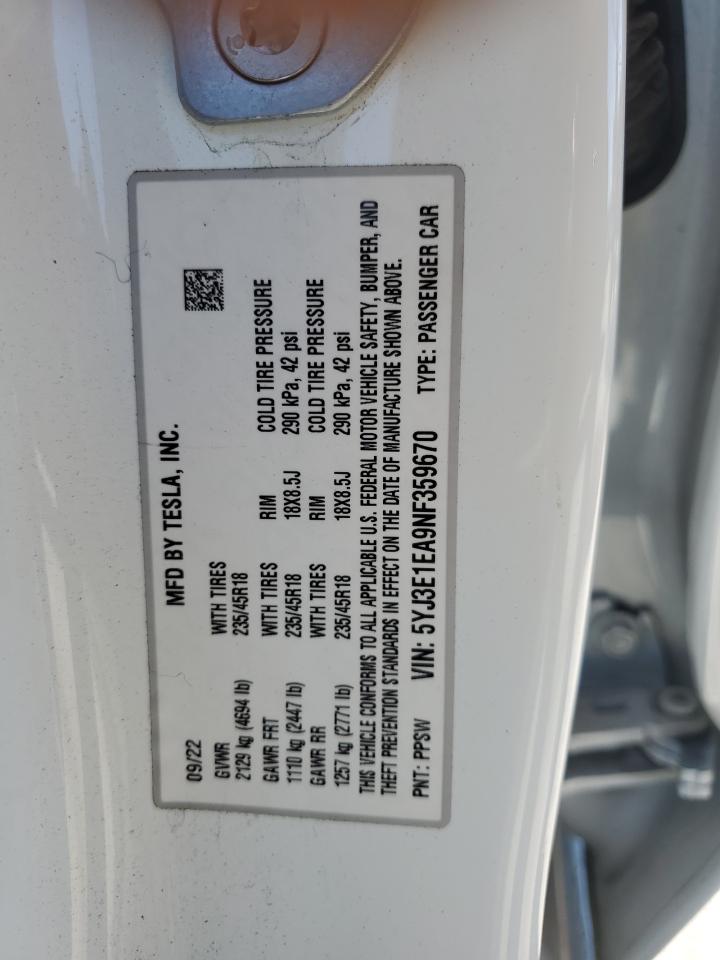 MFD BY TESLA, INC.
09/22
GVWR WITH TIRES
2129 kg (4694 lb) 235/45R18
GAWR FRT WITH TIRES RIM COLD TIRE PRESSURE
1110 kg (2447 lb) 235/45R18 18X8.5J 290 kPa, 42 psi
GAWR RR WITH TIRES RIM COLD TIRE PRESSURE
1257 kg (2771 lb) 235/45R18 18X8.5J 290 kPa, 42 psi
THIS VEHICLE CONFORMS TO ALL APPLICABLE U.S. FEDERAL MOTOR VEHICLE SAFETY, BUMPER, AND
THEFT PREVENTION STANDARDS IN EFFECT ON THE DATE OF MANUFACTURE SHOWN ABOVE.
PNT: PPSW VIN: 5YJ3E1EA9NF359670 TYPE: PASSENGER CAR